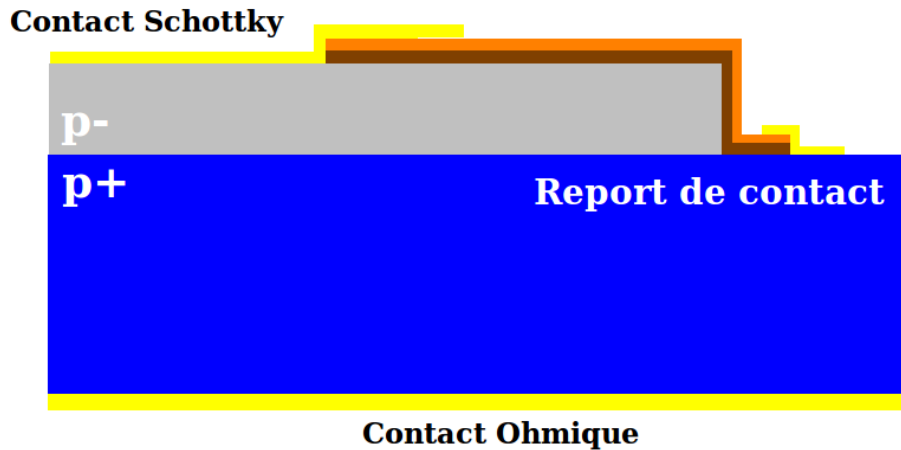 Contact Schottky
p-
p+
Report de contact
Contact Ohmique